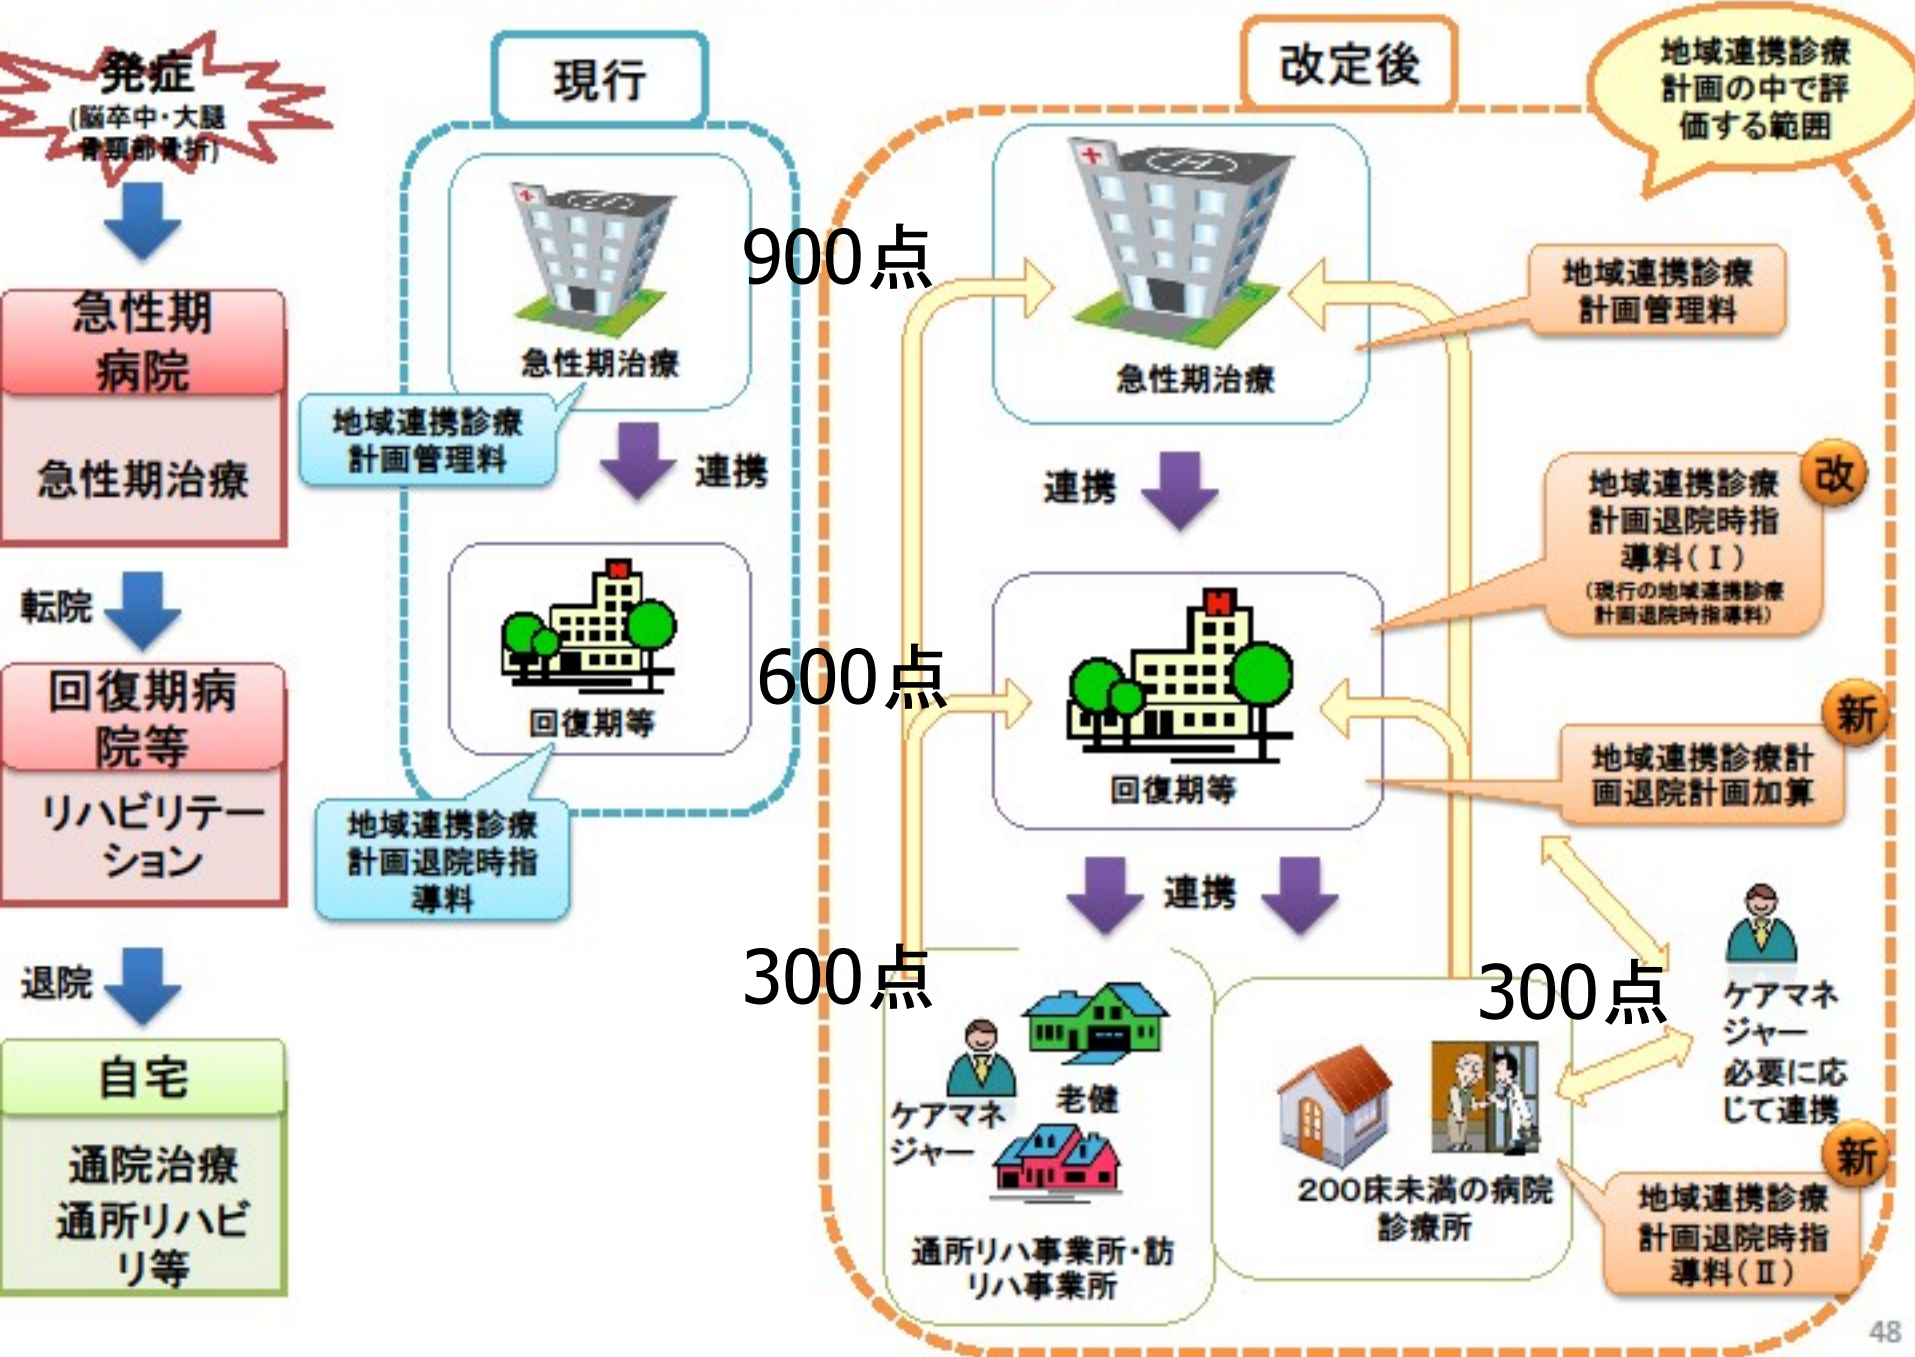 発症
(脳卒中・大腿
骨頸部骨折)
急性期
病院
急性期治療
転院
回復期病
院等
リハビリテー
ション
退院
自宅
通院治療
通所リハビ
リ等
現行
急性期治療
地域連携診療
計画管理料
連携
回復期等
地域連携診療
計画退院時指
導料
改定後
地域連携診療
計画の中で評
価する範囲
900点
急性期治療
地域連携診療
計画管理料
連携
改
地域連携診療
計画退院時指
導料(Ⅰ)
(現行の地域連携診療
計画退院時指導料)
600点
回復期等
新
地域連携診療計
画退院計画加算
連携
300点
ケアマネ
ジャー
老健
通所リハ事業所・訪
リハ事業所
300点
200床未満の病院
診療所
ケアマネ
ジャー
必要に応
じて連携
新
地域連携診療
計画退院時指
導料(Ⅱ)
48